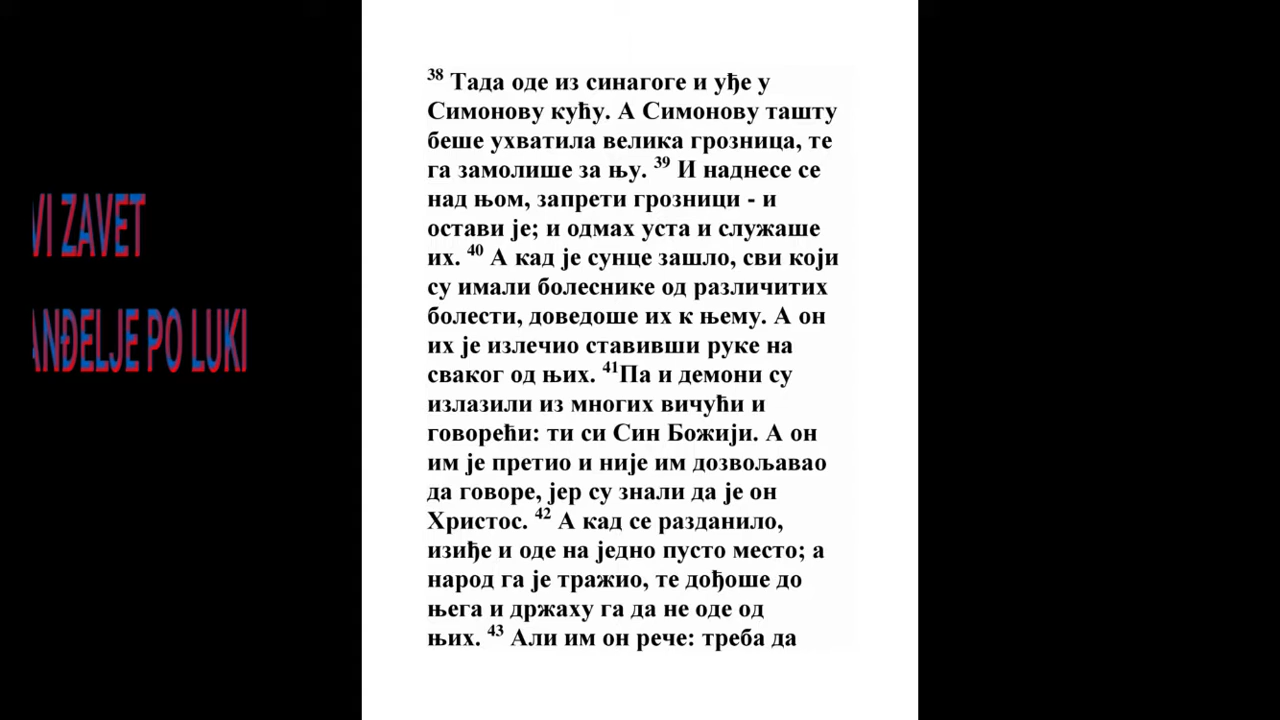 VI ZAVET
ANĐELJE PO LUKI
38 Тада оде из синагоге и уђе у
Симонову кућу. А Симонову ташту
беше ухватила велика грозница, те
га замолише за њу. 39 И наднесе се
над њом, запрети грозници - и
остави је; и одмах уста и служаше
их. 40 А кад је сунце зашло, сви који
су имали болеснике од различитих
болести, доведоше их к њему. А он
их је излечио ставивши руке на
сваког од њих. 41Па и демони су
излазили из многих вичући и
говорећи: ти си Син Божији. А он
им је претио и није им дозвољавао
да говоре, јер су знали да је он
Христос. 42 А кад се разданило,
изиђе и оде на једно пусто место; а
народ га је тражио, те дођоше до
њега и држаху га да не оде од
њих. 43 Али им он рече: треба да